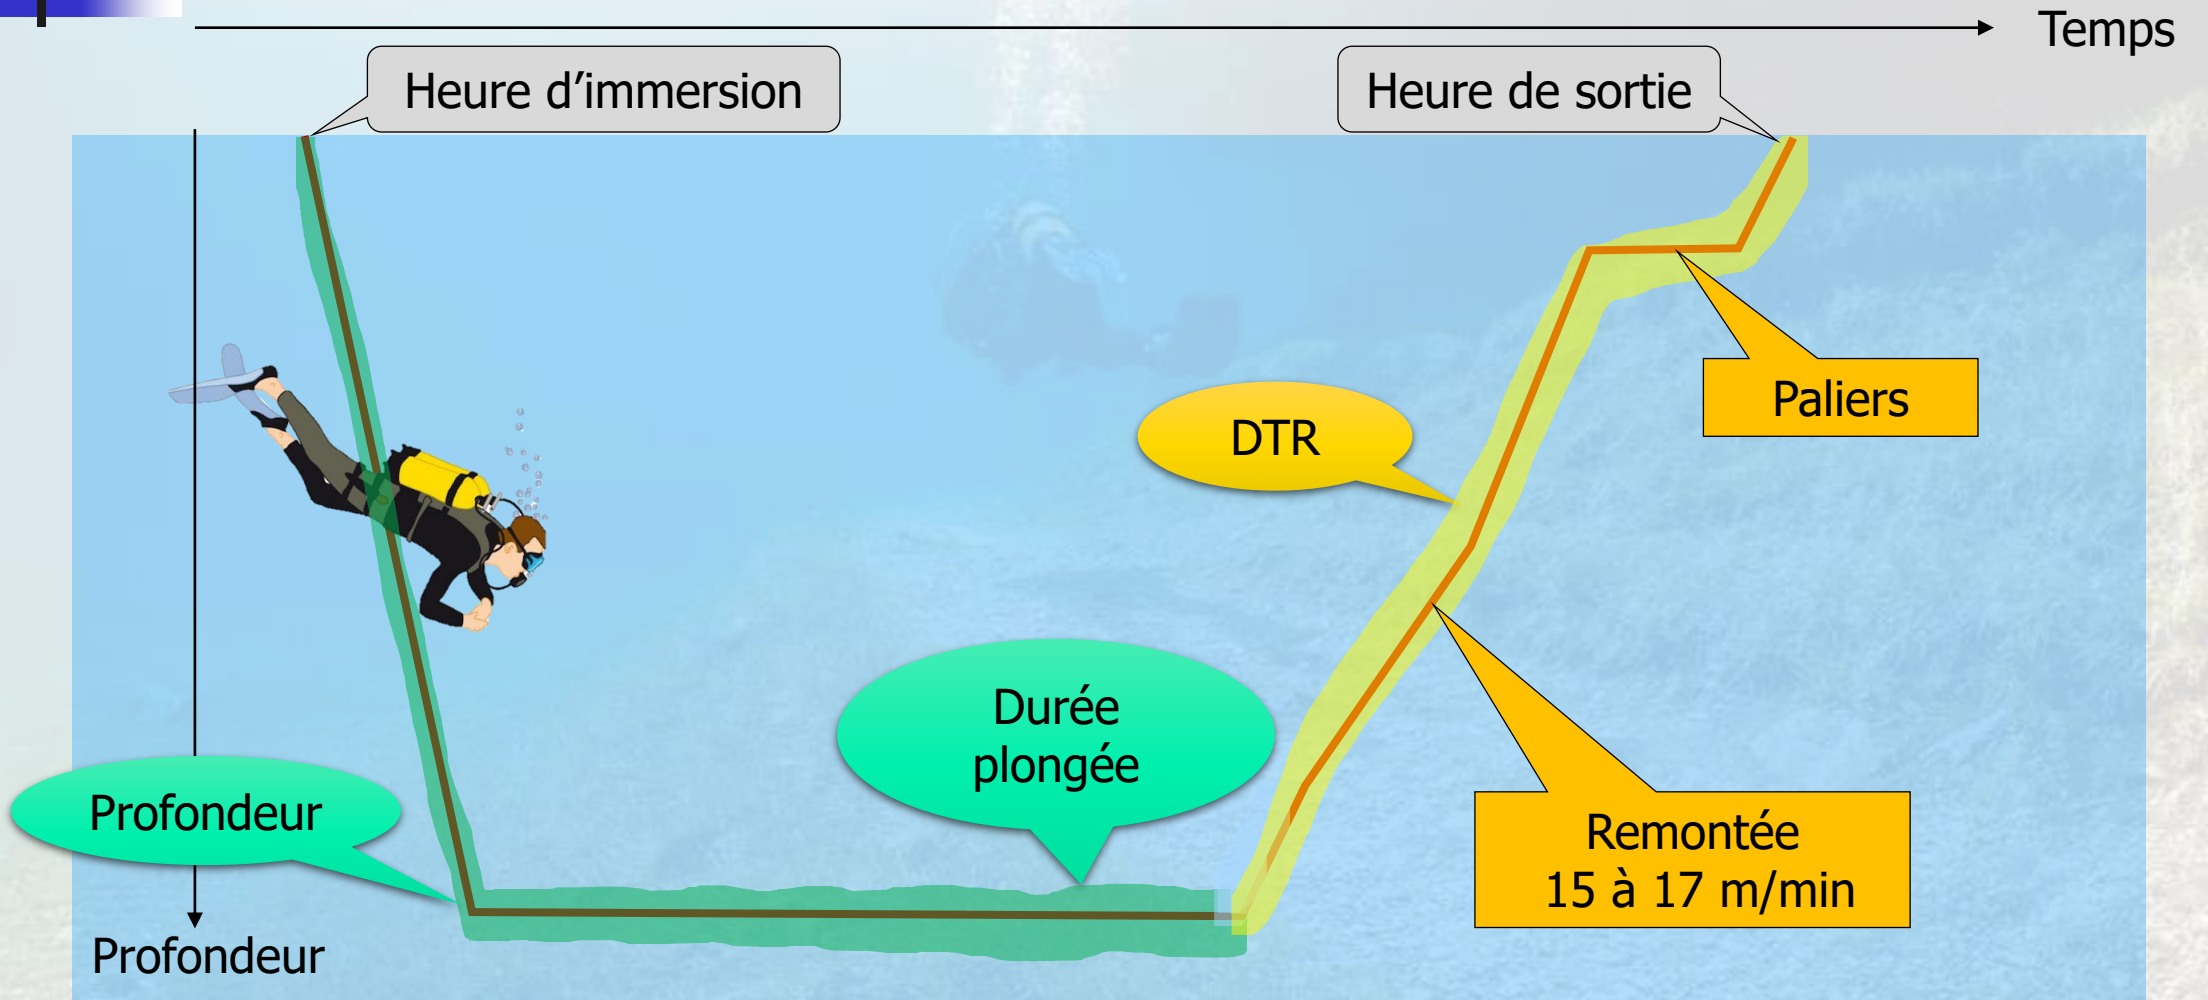 Temps
Heure d’immersion
Heure de sortie
Paliers
DTR
Durée
plongée
Profondeur
Remontée
15 à 17 m/min
Profondeur